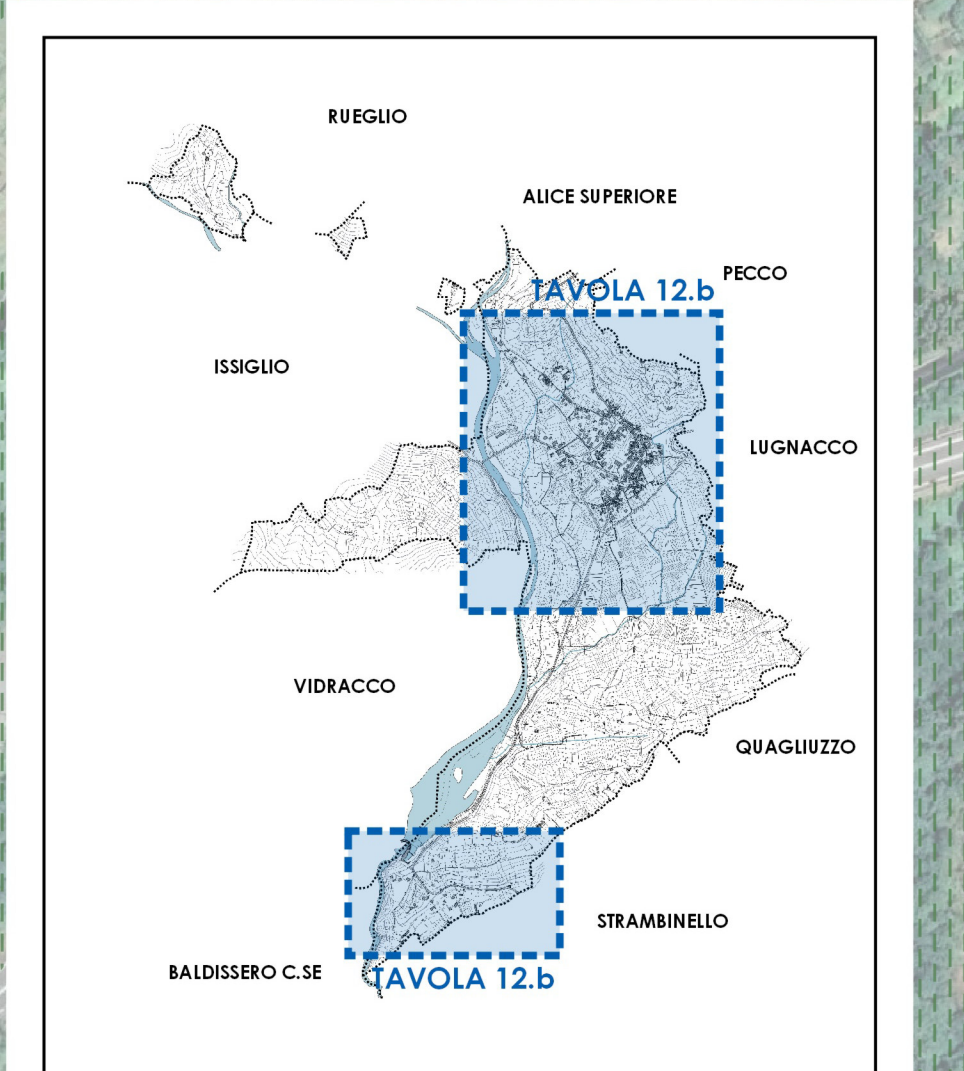 RUEGLIO
ALICE SUPERIORE
PECCO
TAVOLA 12.b
ISSIGLIO
LUGNACCO
VIDRACCO
QUAGLIUZZO
STRAMBINELLO
BALDISSERO C.SE
TAVOLA 12.b